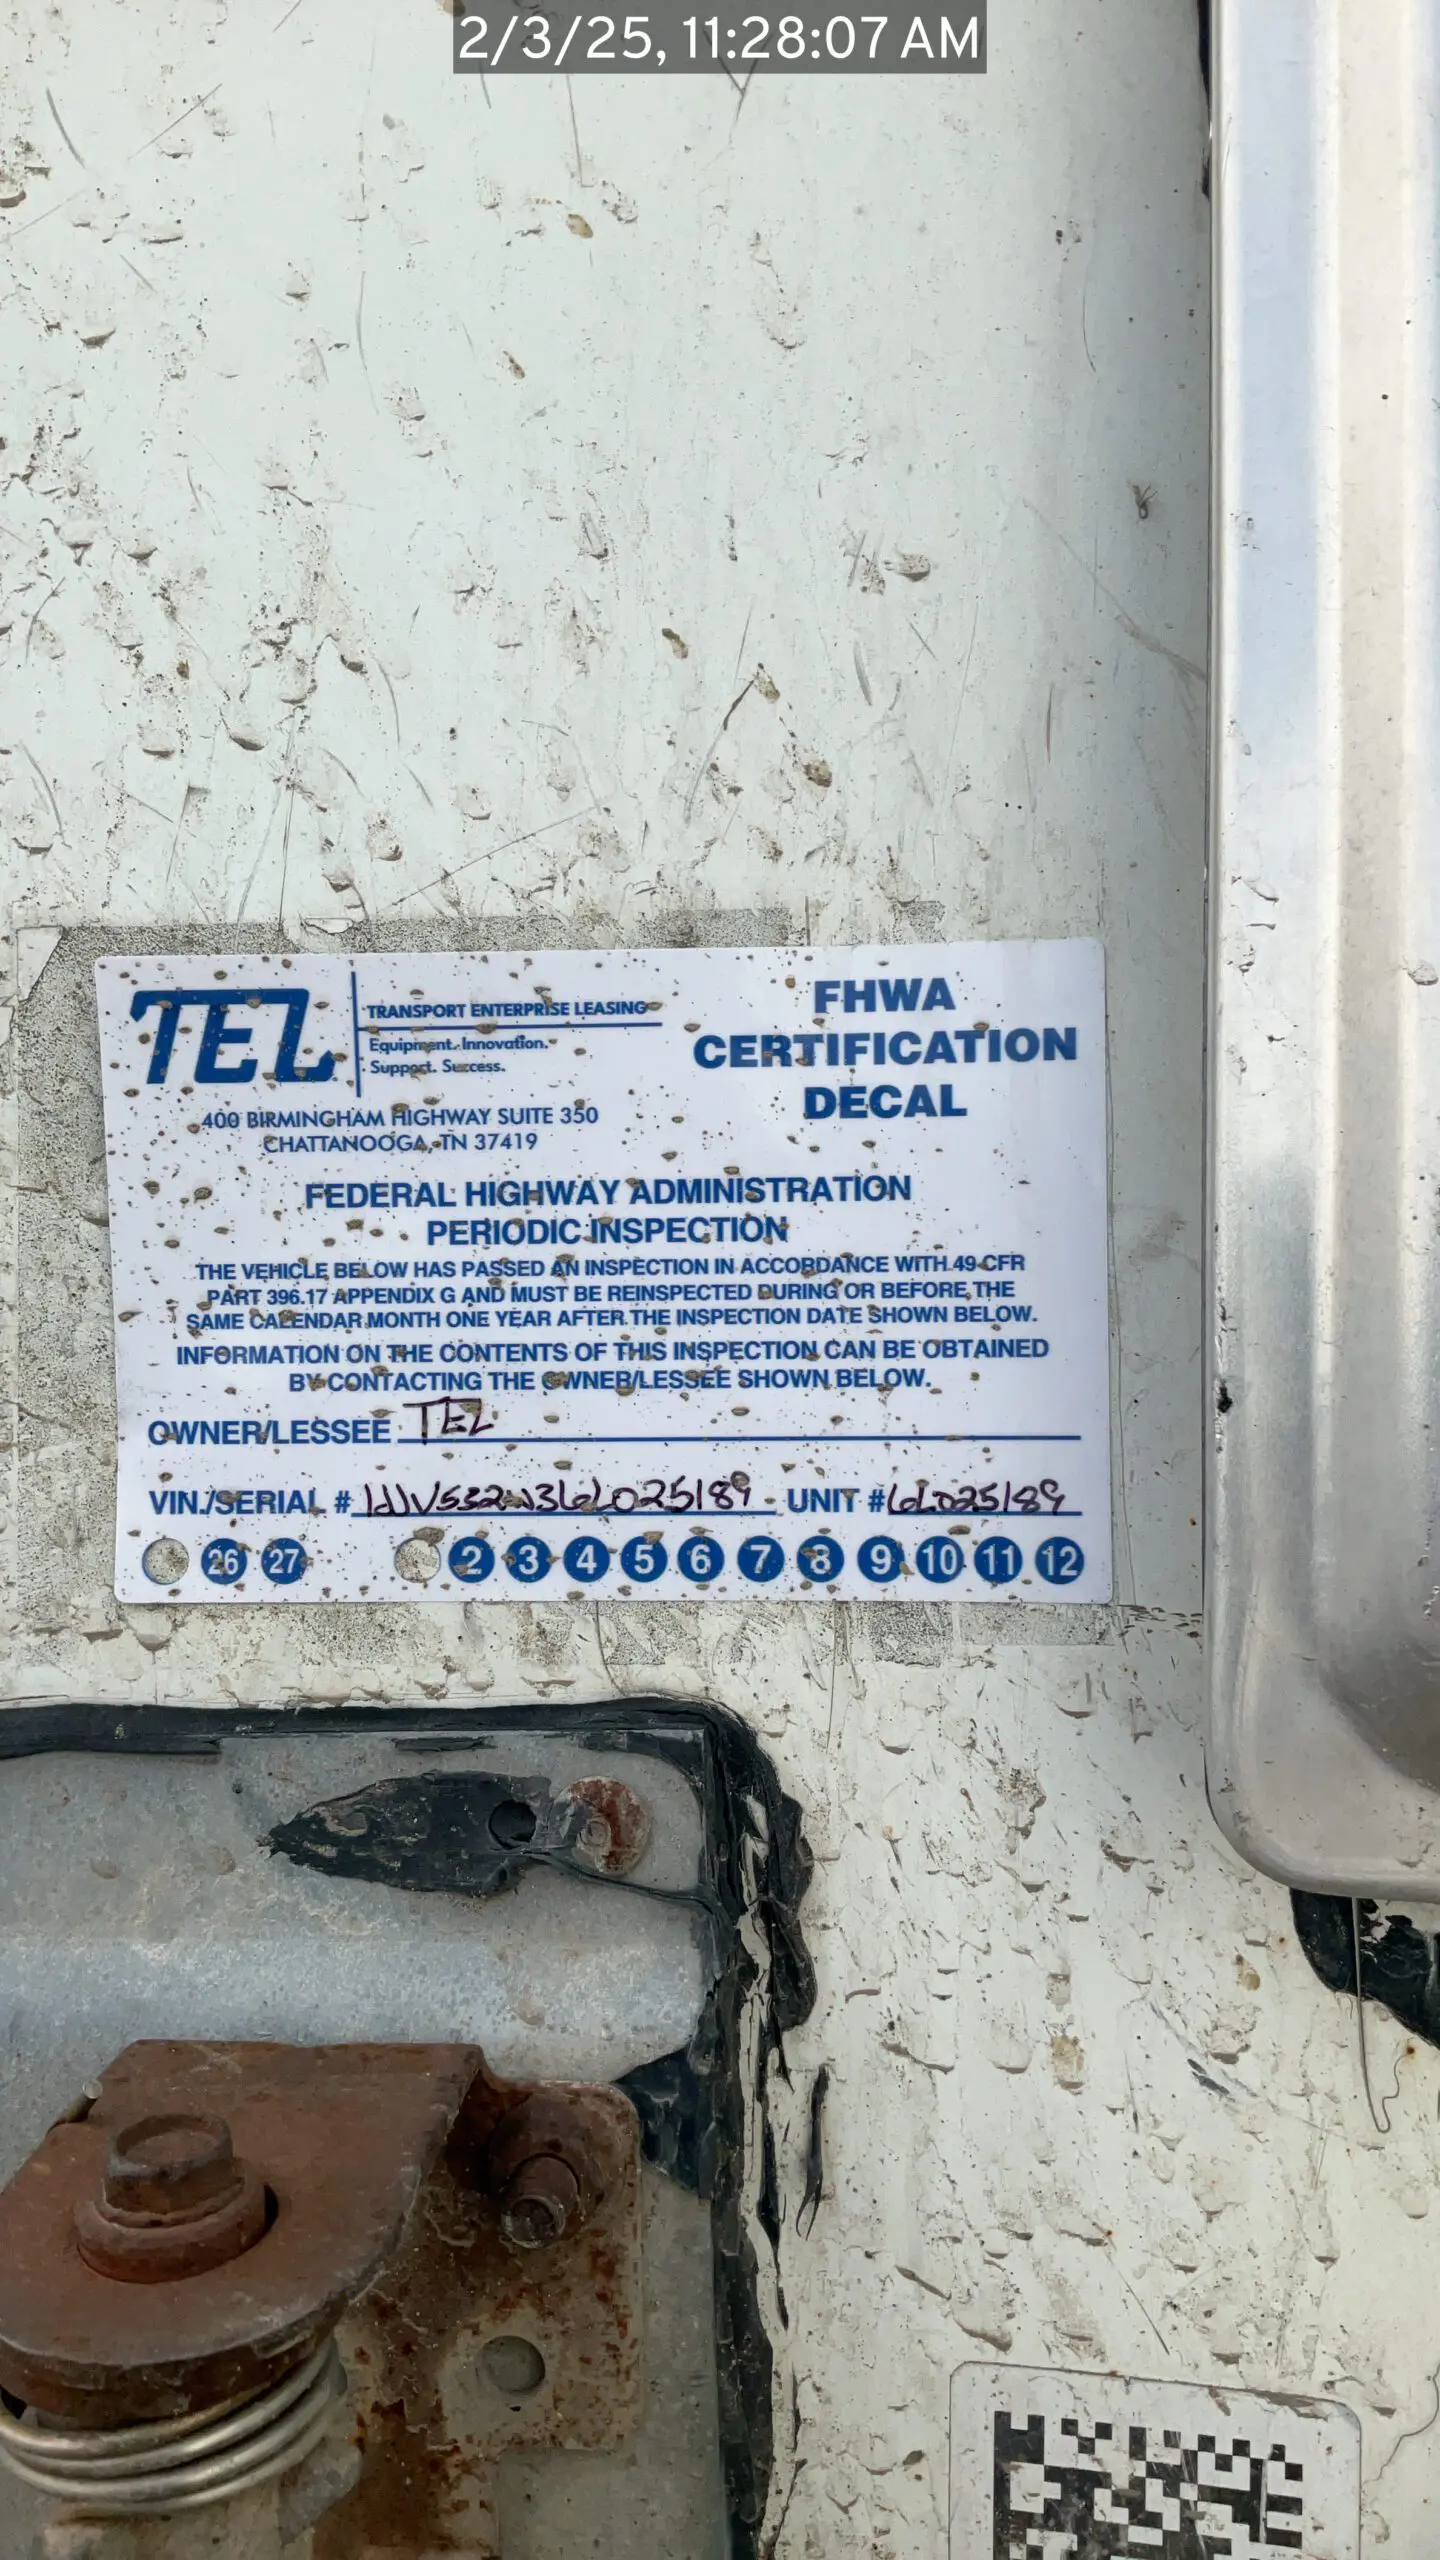 2/3/25, 11:28:07 AM
TEL
TRANSPORT ENTERPRISE LEASING
Equipment. Innovation.
Support. Success.
400 BIRMINGHAM HIGHWAY SUITE 350
CHATTANOOGA, TN 37419
FHWA
CERTIFICATION
DECAL
FEDERAL HIGHWAY ADMINISTRATION
PERIODIC INSPECTION
THE VEHICLE BELOW HAS PASSED AN INSPECTION IN ACCORDANCE WITH 49 CFR
PART 396.17 APPENDIX G AND MUST BE REINSPECTED DURING OR BEFORE THE
SAME CALENDAR MONTH ONE YEAR AFTER THE INSPECTION DATE SHOWN BELOW.
INFORMATION ON THE CONTENTS OF THIS INSPECTION CAN BE OBTAINED
BY CONTACTING THE OWNER/LESSEE SHOWN BELOW.
OWNER/LESSEE TEL
VIN./SERIAL # 1JJV532W36L025189 UNIT # 6L025189
26 27 2 3 4 5 6 7 8 9 10 11 12